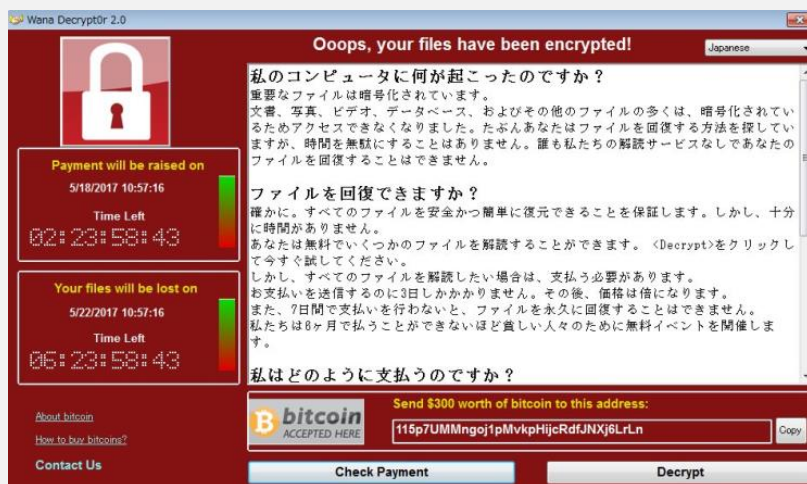 Wana Decrypt0r 2.0
Ooops, your files have been encrypted!
Japanese
Payment will be raised on
5/18/2017 10:57:16
Time Left
02:23:58:43
Your files will be lost on
5/22/2017 10:57:16
Time Left
06:23:58:43
About bitcoin
How to buy bitcoins?
Contact Us
私のコンピュータに何が起こったのですか？
重要なファイルは暗号化されています。
文書、写真、ビデオ、データベース、およびその他のファイルの多くは、暗号化されてい
るためアクセスできなくなりました。たぶんあなたはファイルを回復する方法を探してい
ますが、時間を無駄にすることはありません。誰も私たちの解読サービスなしであなたの
ファイルを回復することはできません。
ファイルを回復できますか？
確かに。すべてのファイルを安全かつ簡単に復元できることを保証します。しかし、十分
に時間がありません。
あなたは無料でいくつかのファイルを解読することができます。 <Decrypt>をクリックし
て今すぐ試してください。
しかし、すべてのファイルを解読したい場合は、支払う必要があります。
お支払いを送信するのに3日しかかかりません。その後、価格は倍になります。
また、7日間で支払いを行わないと、ファイルを永久に回復することはできません。
私たちは6ヶ月で払うことができないほど貧しい人々のために無料イベントを開催しま
す。
私はどのように支払うのですか？
bitcoin
ACCEPTED HERE
Send $300 worth of bitcoin to this address:
115p7UMMngoj1pMvkpHijcRdfJNXj6LrLn
Copy
Check Payment
Decrypt